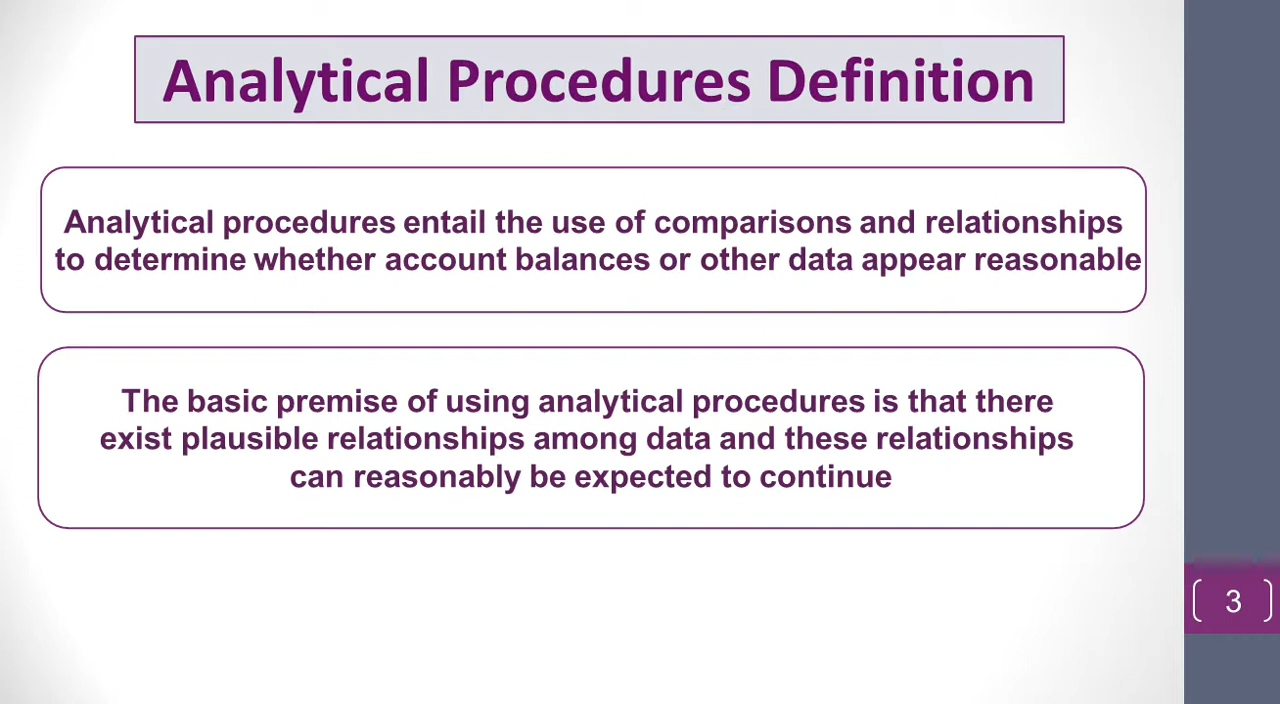 Analytical Procedures Definition
Analytical procedures entail the use of comparisons and relationships
to determine whether account balances or other data appear reasonable
The basic premise of using analytical procedures is that there
exist plausible relationships among data and these relationships
can reasonably be expected to continue
3